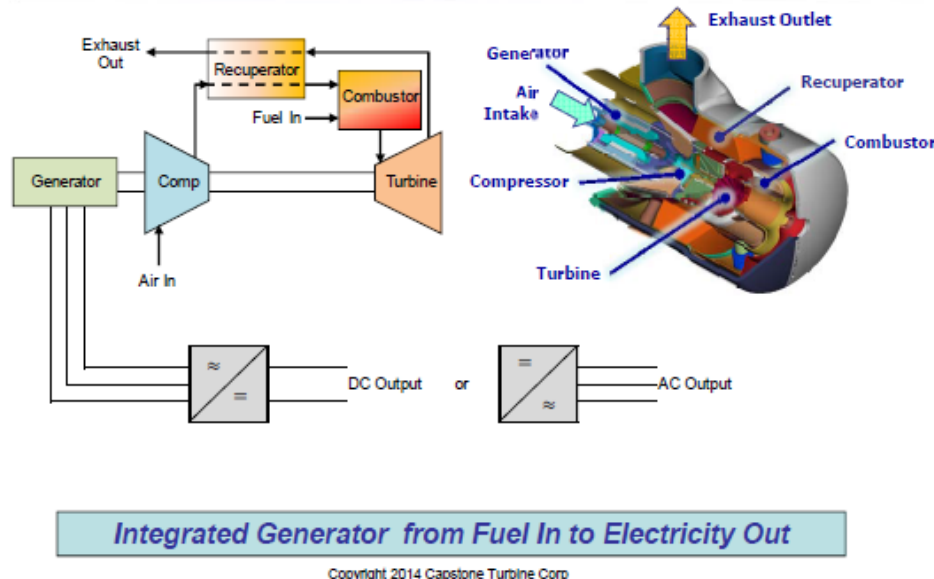 Exhaust
Out
Recuperator
Combustor
Fuel In
Generator
Comp
Turbine
Air In
Exhaust Outlet
Generator
Recuperator
Air
Intake
Combustor
Compressor
Turbine
≈
=
DC Output
or
=
≈
AC Output
Integrated Generator from Fuel In to Electricity Out
Copyright 2014 Capstone Turbine Corp